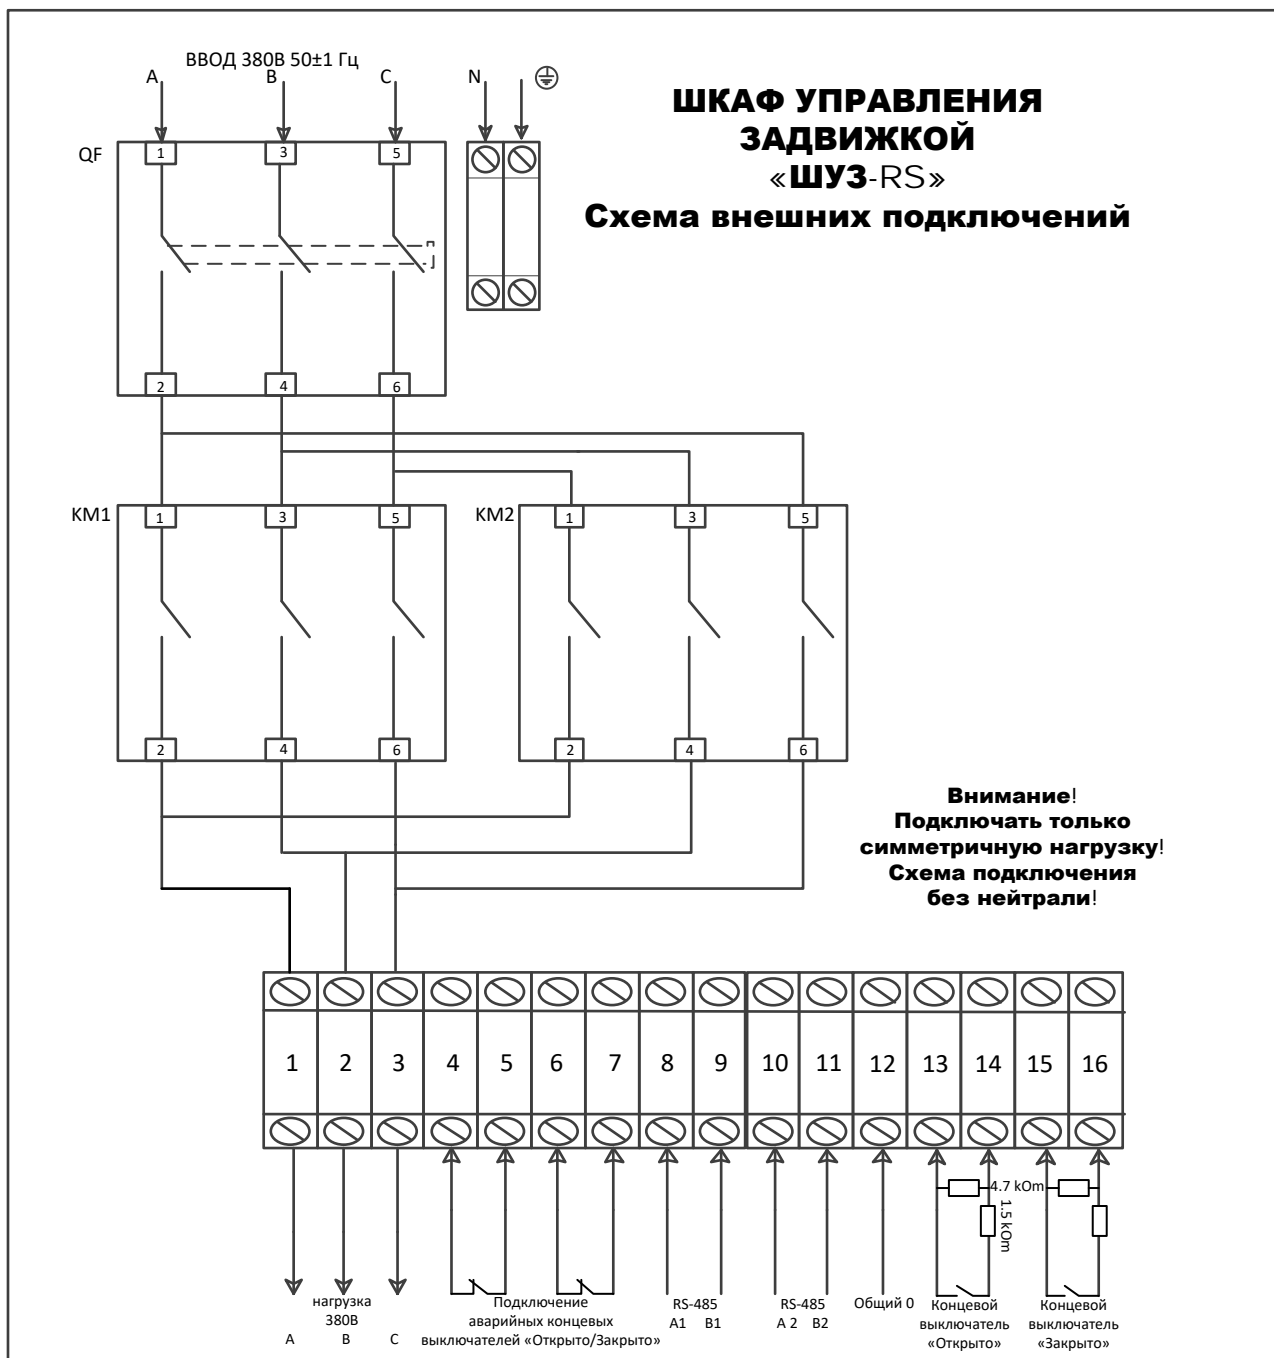 ВВОД 380В 50±1 Гц
A B C N
ШКАФ УПРАВЛЕНИЯ
ЗАДВИЖКОЙ
«ШУЗ-RS»
Схема внешних подключений
QF
1 3 5
2 4 6
KM1
1 3 5
KM2
1 3 5
2 4 6
2 4 6
Внимание!
Подключать только
симметричную нагрузку!
Схема подключения
без нейтрали!
1 2 3 4 5 6 7 8 9 10 11 12 13 14 15 16
4.7 kOm
1.5 kOm
нагрузка
380В
A B C
Подключение
аварийных концевых
выключателей «Открыто/Закрыто»
RS-485
A1 B1
RS-485
A 2 B2
Общий 0
Концевой
выключатель
«Открыто»
Концевой
выключатель
«Закрыто»